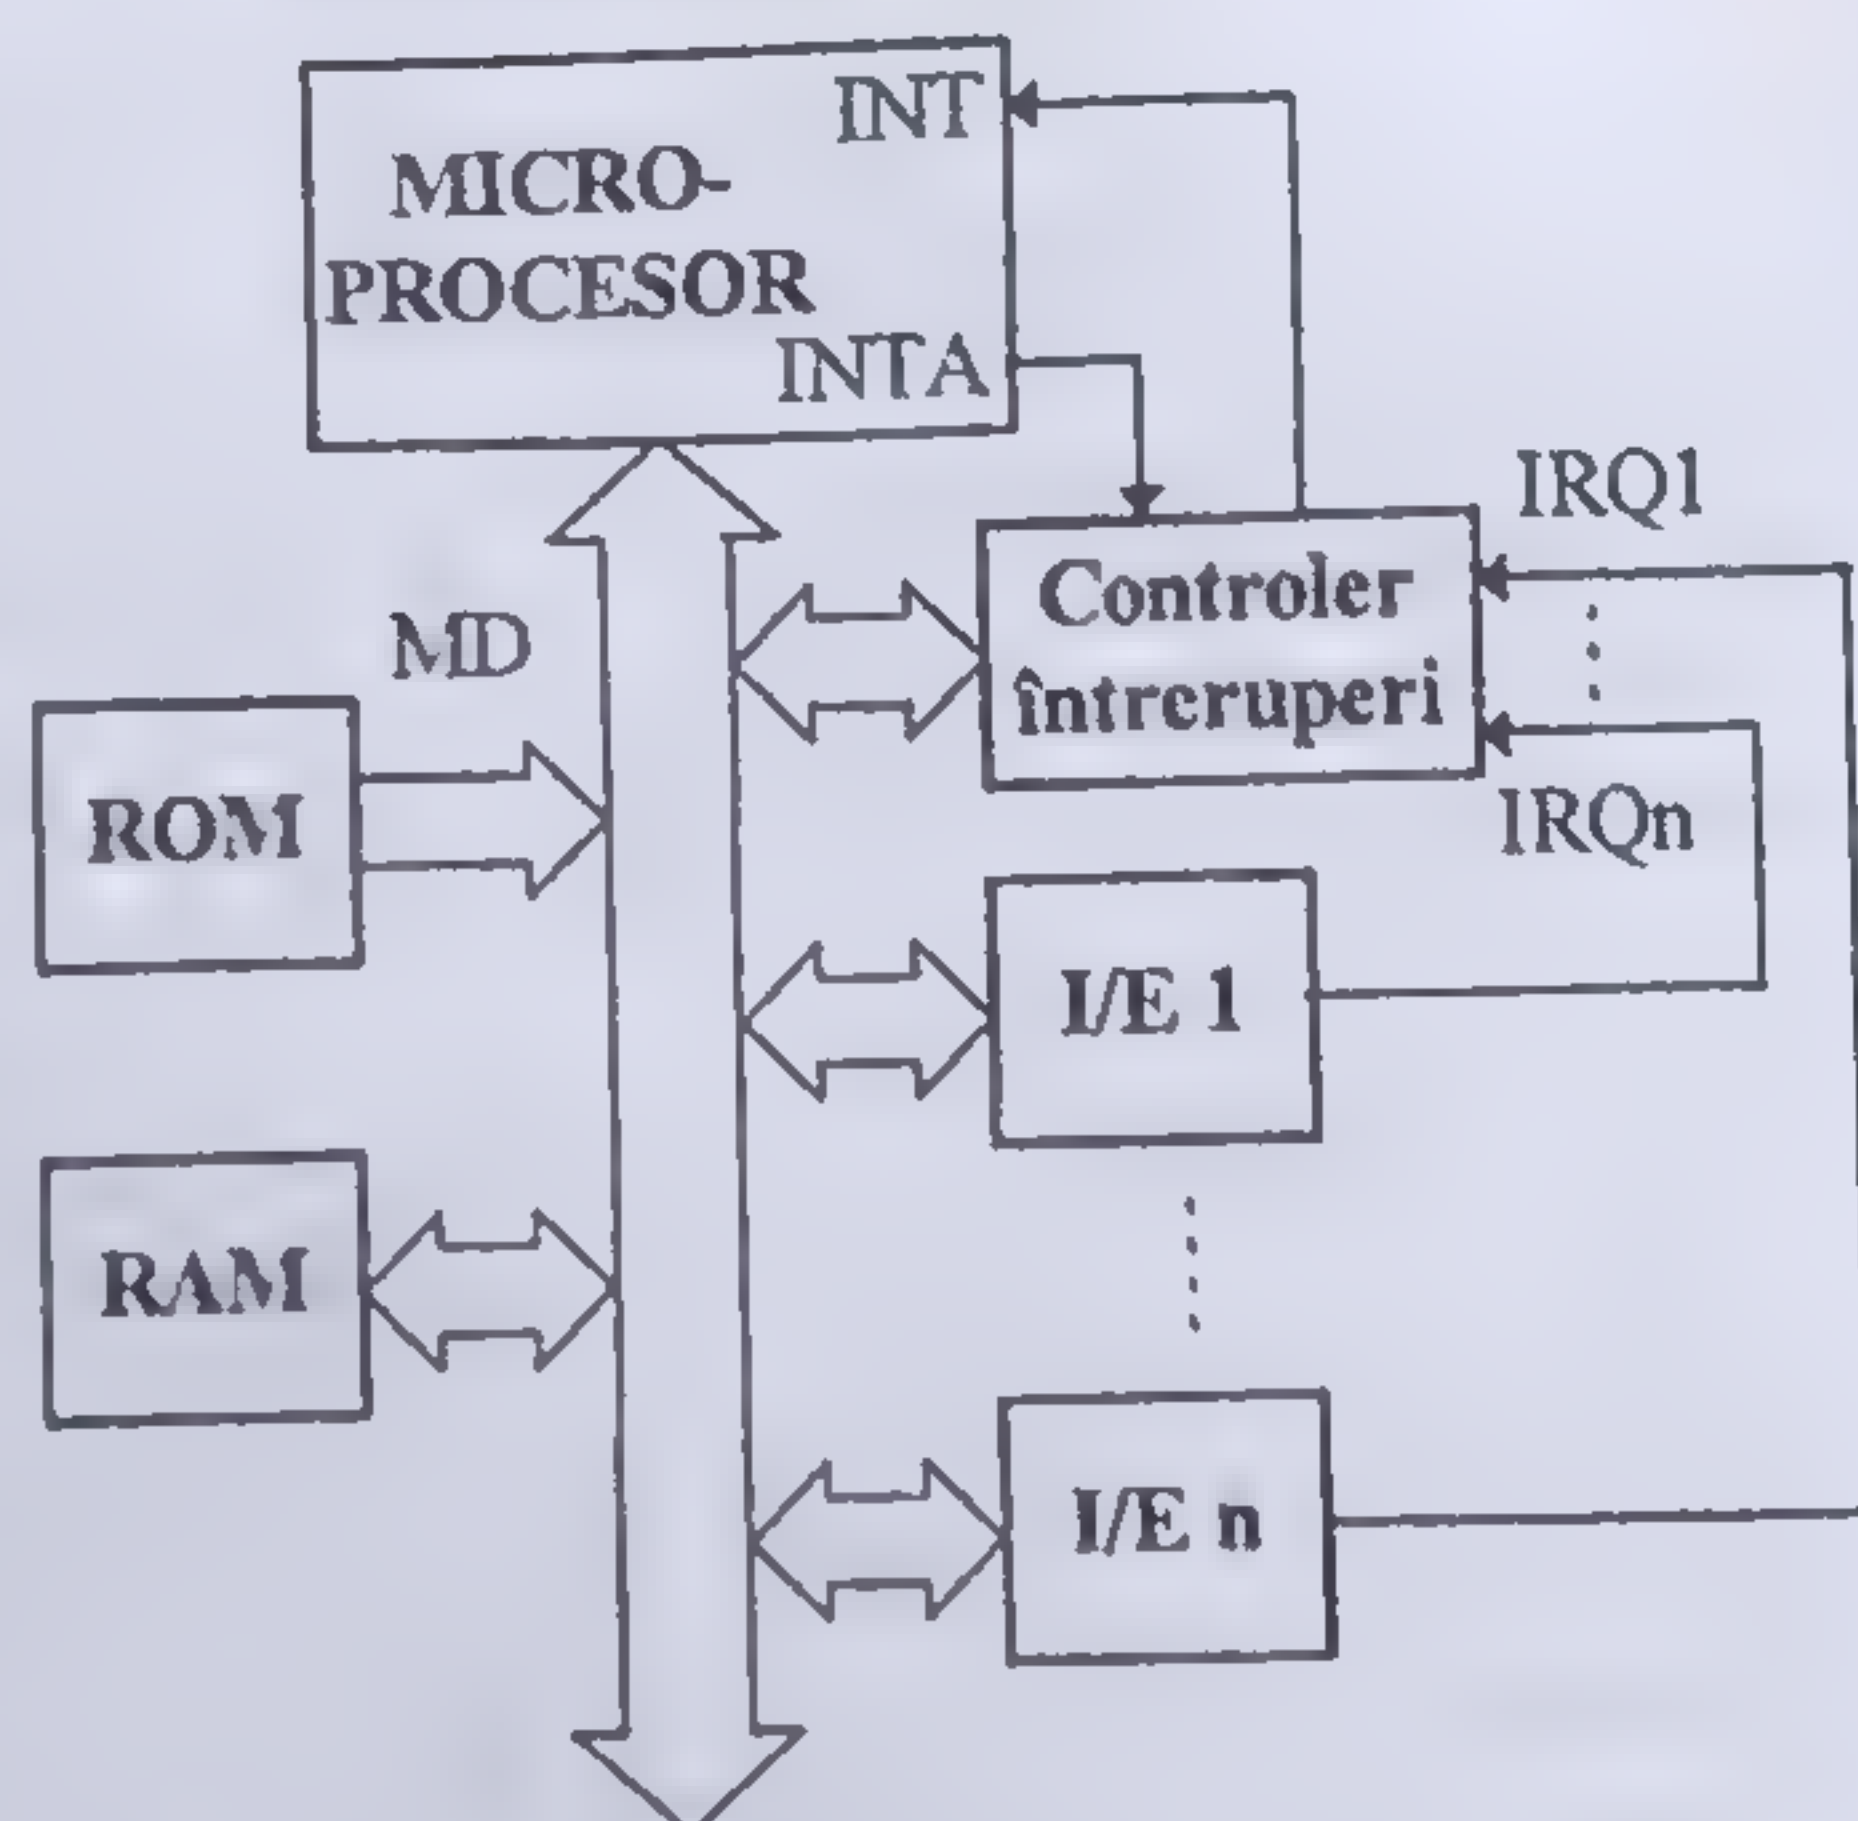 INT
MICRO-
PROCESOR
INTA
IRQ1
Controler
întreruperi
MD
ROM
IRQn
I/E 1
RAM
I/E n